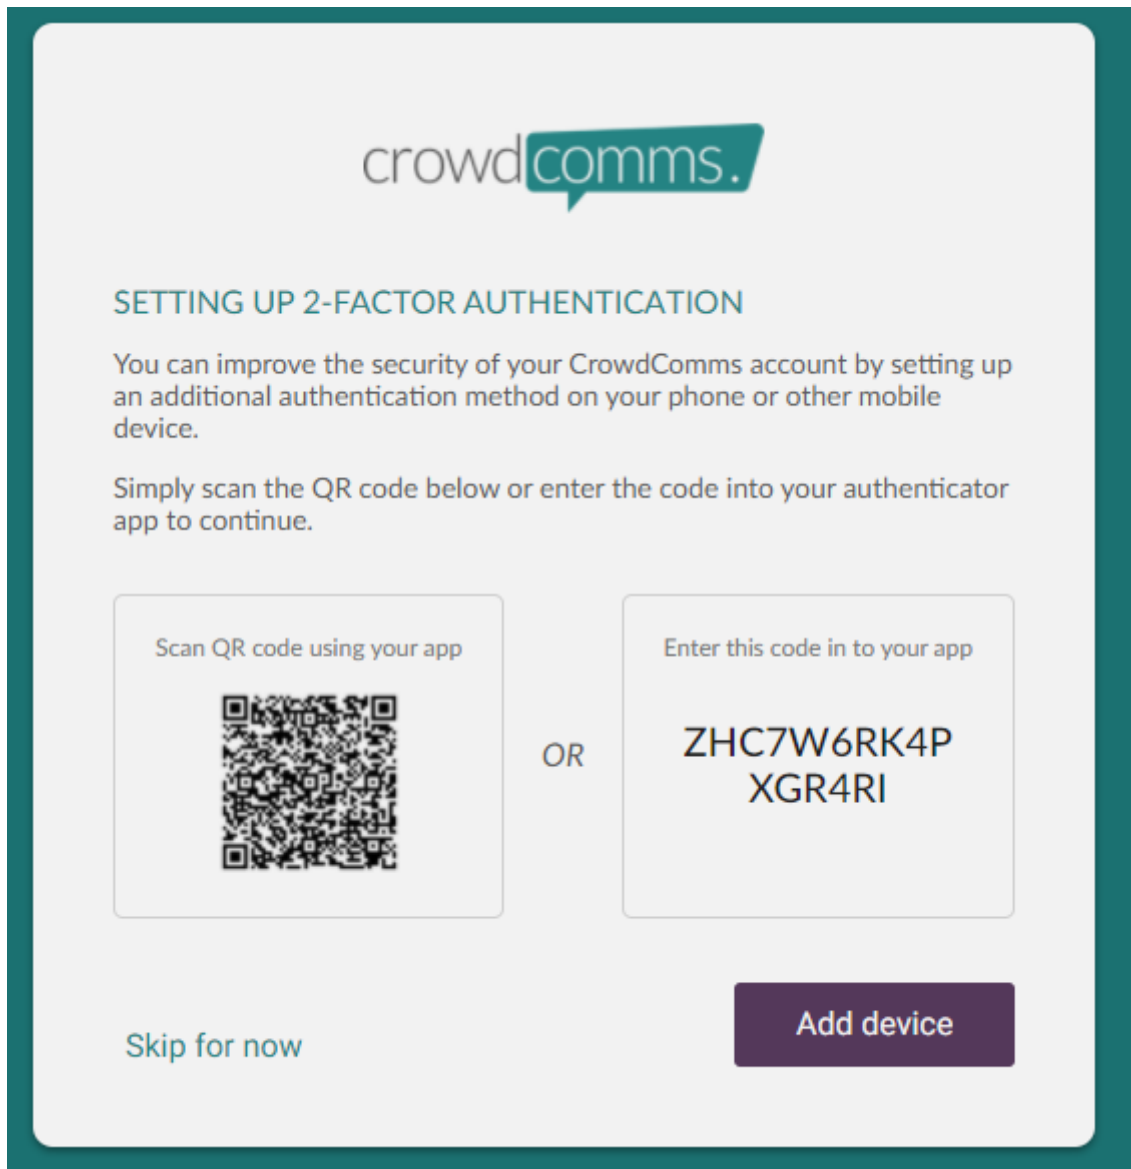 crowdcomms.
SETTING UP 2-FACTOR AUTHENTICATION
You can improve the security of your CrowdComms account by setting up
an additional authentication method on your phone or other mobile
device.
Simply scan the QR code below or enter the code into your authenticator
app to continue.
Scan QR code using your app
OR
Enter this code in to your app
ZHC7W6RK4P
XGR4RI
Skip for now
Add device